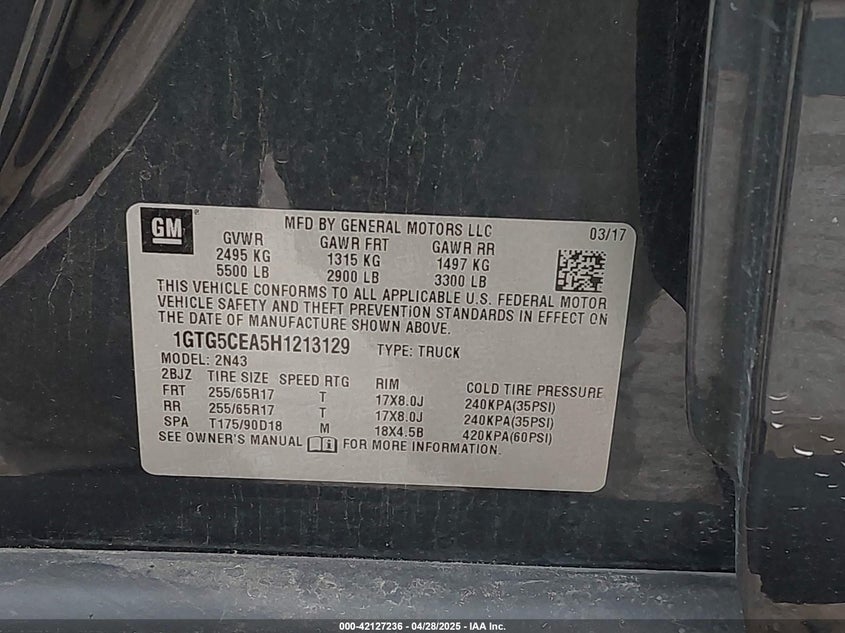 GM
MFD BY GENERAL MOTORS LLC 03/17
GVWR GAWR FRT GAWR RR
2495 KG 1315 KG 1497 KG
5500 LB 2900 LB 3300 LB
THIS VEHICLE CONFORMS TO ALL APPLICABLE U.S. FEDERAL MOTOR
VEHICLE SAFETY AND THEFT PREVENTION STANDARDS IN EFFECT ON
THE DATE OF MANUFACTURE SHOWN ABOVE.
1GTG5CEA5H1213129 TYPE: TRUCK
MODEL: 2N43
2BJZ TIRE SIZE SPEED RTG RIM COLD TIRE PRESSURE
FRT 255/65R17 T 17X8.0J 240KPA(35PSI)
RR 255/65R17 T 17X8.0J 240KPA(35PSI)
SPA T175/90D18 M 18X4.5B 420KPA(60PSI)
SEE OWNER'S MANUAL FOR MORE INFORMATION.
000-42127236 - 04/28/2025 - IAA Inc.